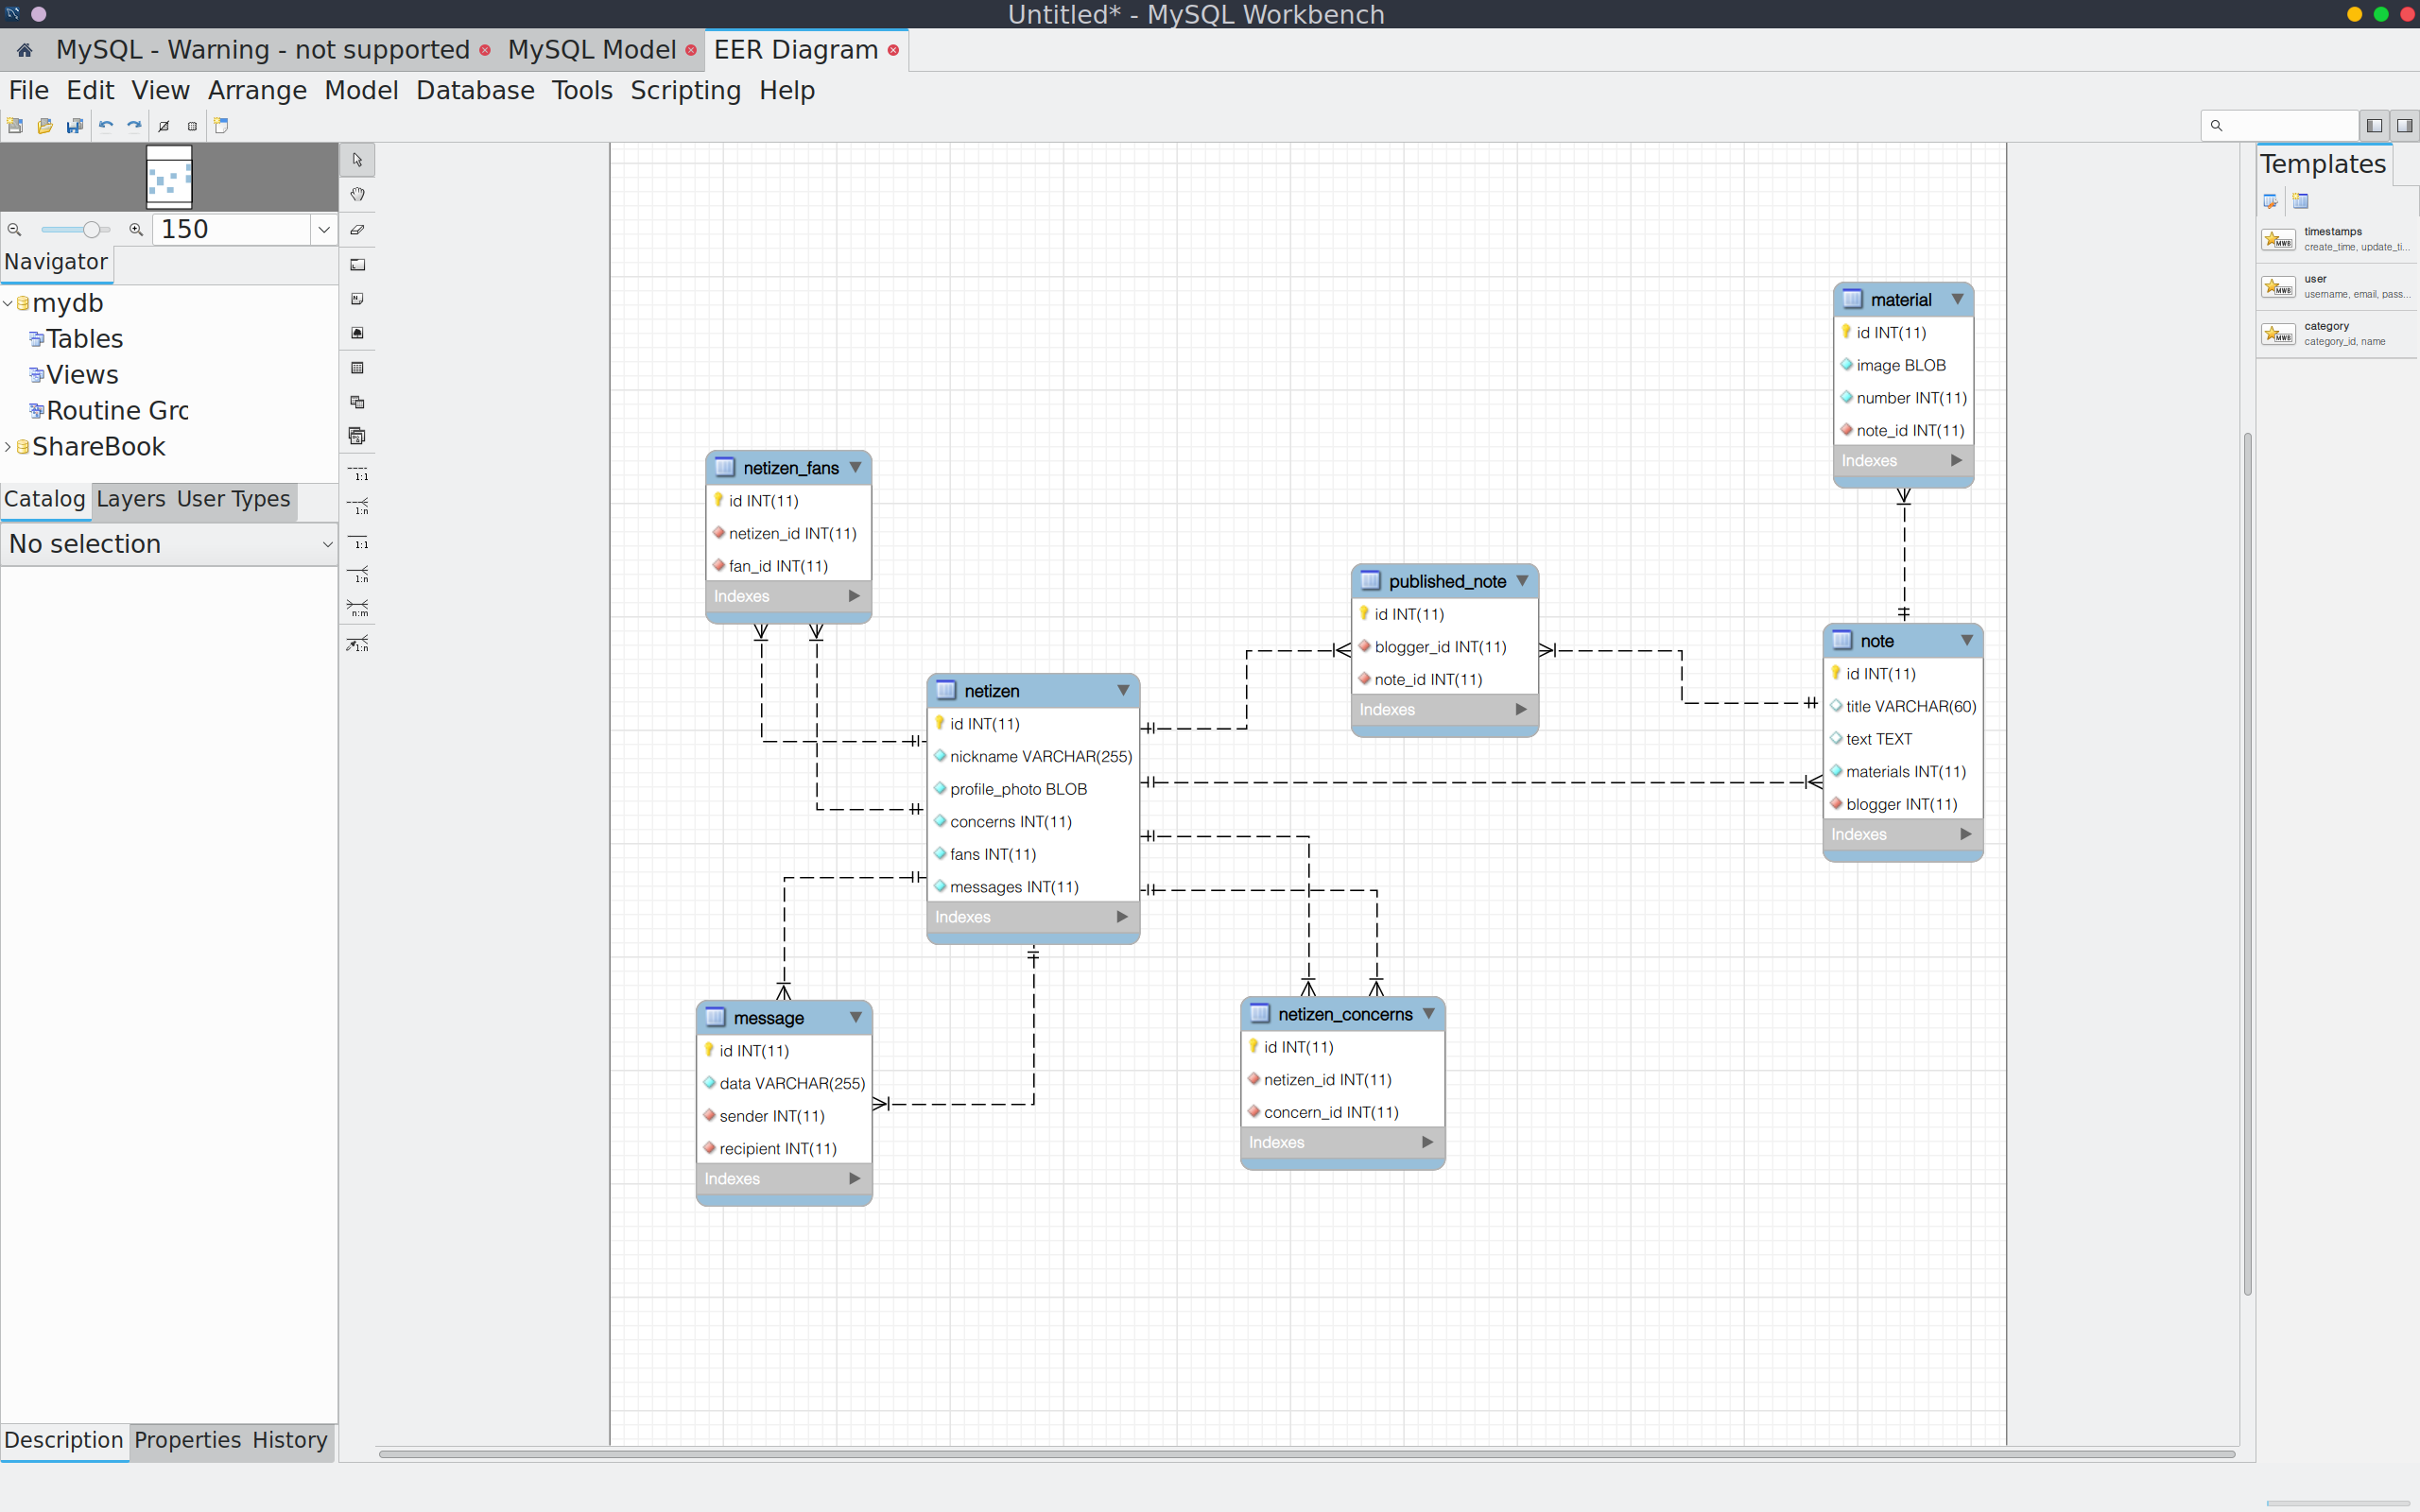 Untitled* - MySQL Workbench
MySQL - Warning - not supported
MySQL Model
EER Diagram
File Edit View Arrange Model Database Tools Scripting Help
150
Navigator
mydb
Tables
Views
Routine Grc
ShareBook
Catalog Layers User Types
No selection
Description Properties History
1:1
1:n
1:1
1:n
n:m
1:n
netizen_fans
id INT(11)
netizen_id INT(11)
fan_id INT(11)
Indexes
netizen
id INT(11)
nickname VARCHAR(255)
profile_photo BLOB
concerns INT(11)
fans INT(11)
messages INT(11)
Indexes
message
id INT(11)
data VARCHAR(255)
sender INT(11)
recipient INT(11)
Indexes
published_note
id INT(11)
blogger_id INT(11)
note_id INT(11)
Indexes
netizen_concerns
id INT(11)
netizen_id INT(11)
concern_id INT(11)
Indexes
material
id INT(11)
image BLOB
number INT(11)
note_id INT(11)
Indexes
note
id INT(11)
title VARCHAR(60)
text TEXT
materials INT(11)
blogger INT(11)
Indexes
Templates
MWB
timestamps
create_time, update_ti...
MWB
user
username, email, pass...
MWB
category
category_id, name